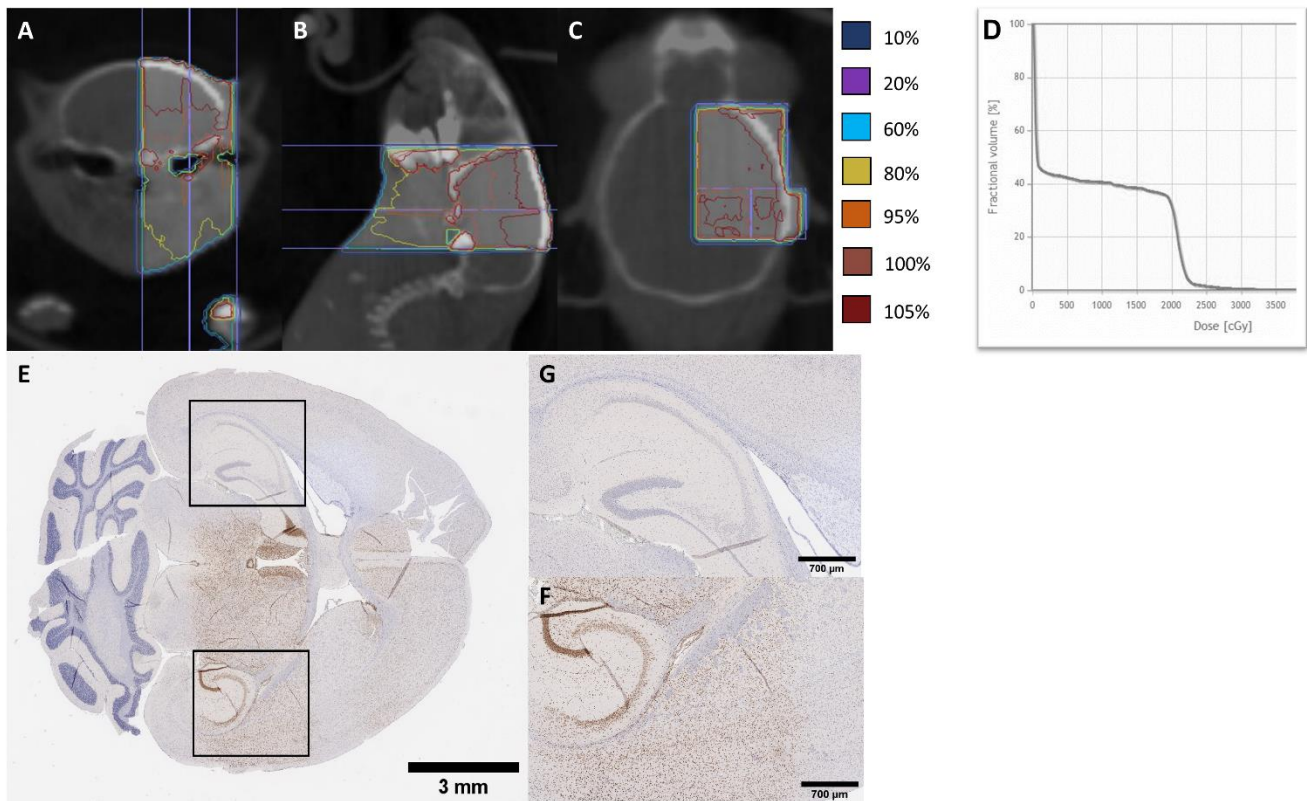 A
B
C
10%
20%
60%
80%
95%
100%
105%
D
100
80
60
40
20
0
Fractional volume [%]
0 500 1000 1500 2000 2500 3000 3500
Dose [cGy]
E
3 mm
G
700 µm
F
700 µm